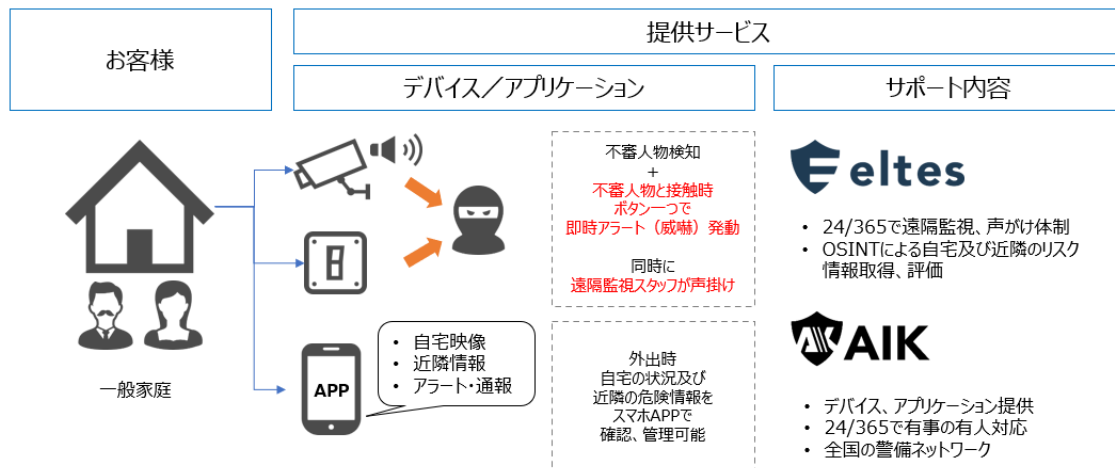 お客様
提供サービス
デバイス／アプリケーション
サポート内容
一般家庭
不審人物検知
+
不審人物と接触時
ボタン一つで
即時アラート（威嚇）発動
同時に
遠隔監視スタッフが声掛け
APP
• 自宅映像
• 近隣情報
• アラート・通報
外出時
自宅の状況及び
近隣の危険情報を
スマホAPPで
確認、管理可能
eltes
• 24/365で遠隔監視、声がけ体制
• OSINTによる自宅及び近隣のリスク
情報取得、評価
AIK
• デバイス、アプリケーション提供
• 24/365で有事の有人対応
• 全国の警備ネットワーク